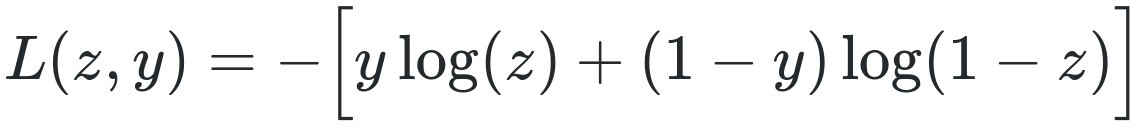 L(z, y) = −[y log(z) + (1 − y) log(1 − z)]